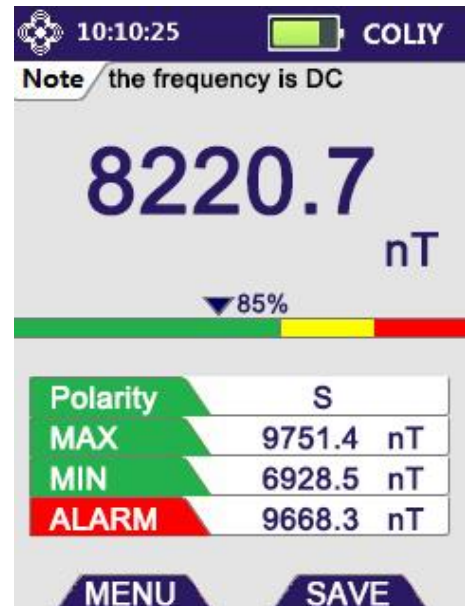 10:10:25 COLIY
Note the frequency is DC
8220.7
nT
85%
Polarity S
MAX 9751.4 nT
MIN 6928.5 nT
ALARM 9668.3 nT
MENU SAVE